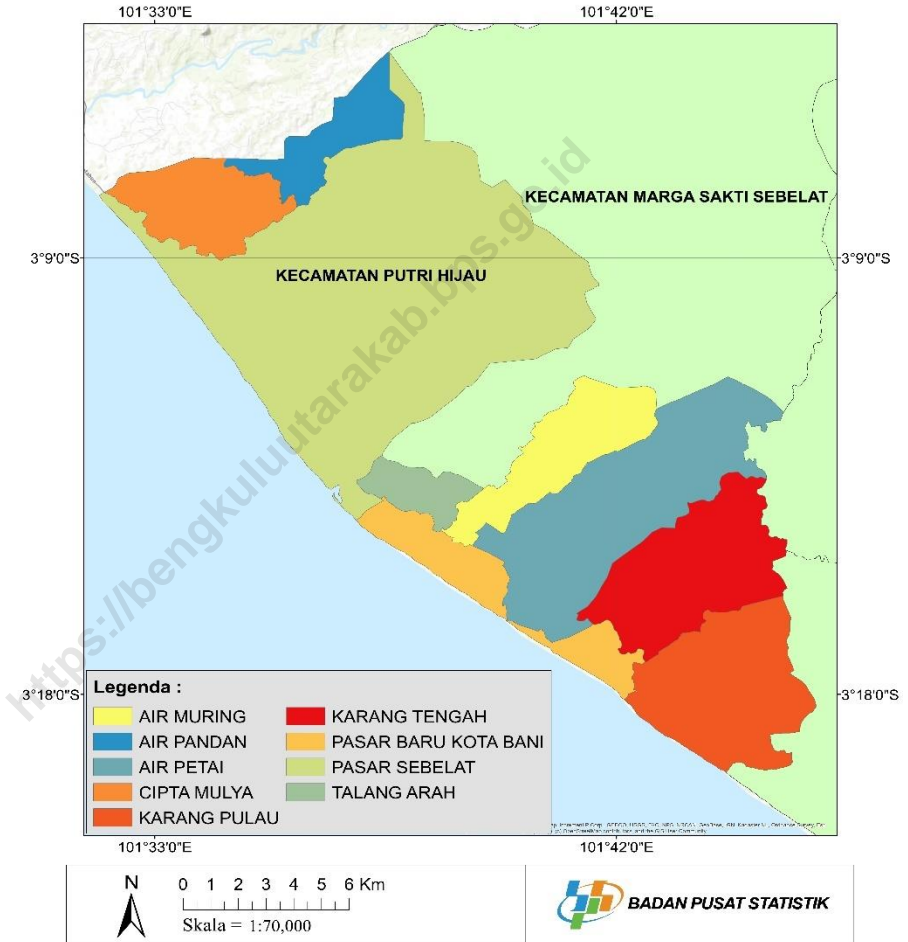 101°33'0"E 101°42'0"E
KECAMATAN MARGA SAKTI SEBELAT
3°9'0"S 3°9'0"S
KECAMATAN PUTRI HIJAU
https://bengkuluutarakab.bps.go.id
3°18'0"S 3°18'0"S
Legenda :
AIR MURING
AIR PANDAN
AIR PETAI
CIPTA MULYA
KARANG PULAU
KARANG TENGAH
PASAR BARU KOTA BANI
PASAR SEBELAT
TALANG ARAH
101°33'0"E 101°42'0"E
N
0 1 2 3 4 5 6 Km
Skala = 1:70,000
BADAN PUSAT STATISTIK